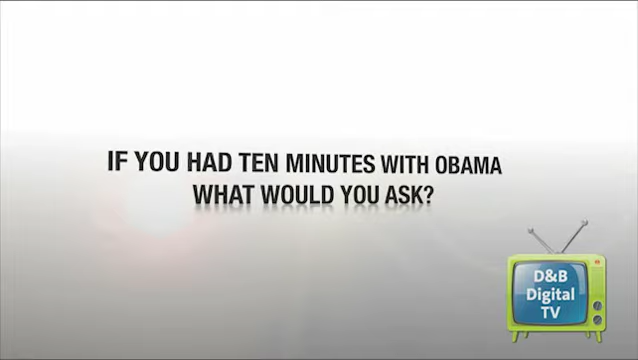 IF YOU HAD TEN MINUTES WITH OBAMA
WHAT WOULD YOU ASK?
D&B
Digital
TV